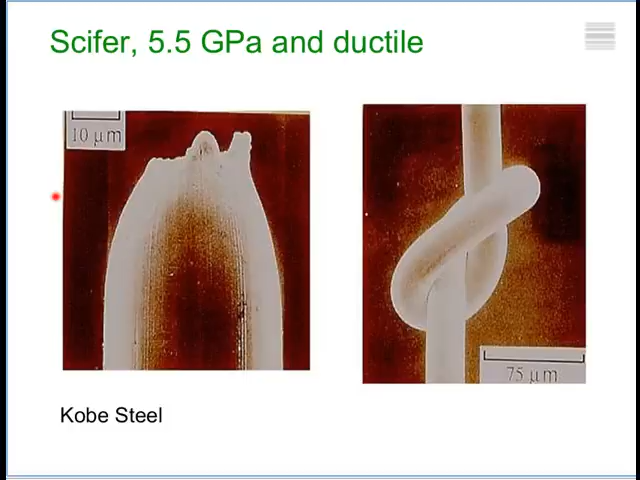 Scifer, 5.5 GPa and ductile
10 μm
75 μm
Kobe Steel